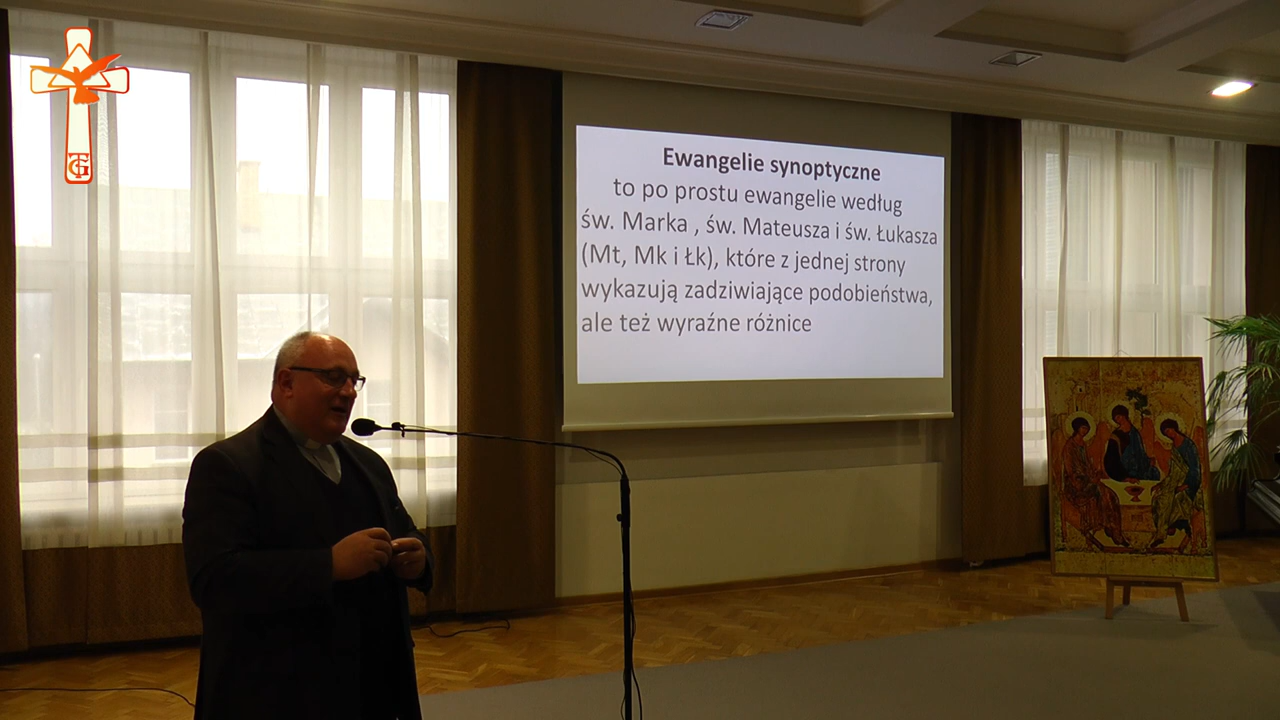 Ewangelie synoptyczne
to po prostu ewangelie według
św. Marka , św. Mateusza i św. Łukasza
(Mt, Mk i Łk), które z jednej strony
wykazują zadziwiające podobieństwa,
ale też wyraźne różnice